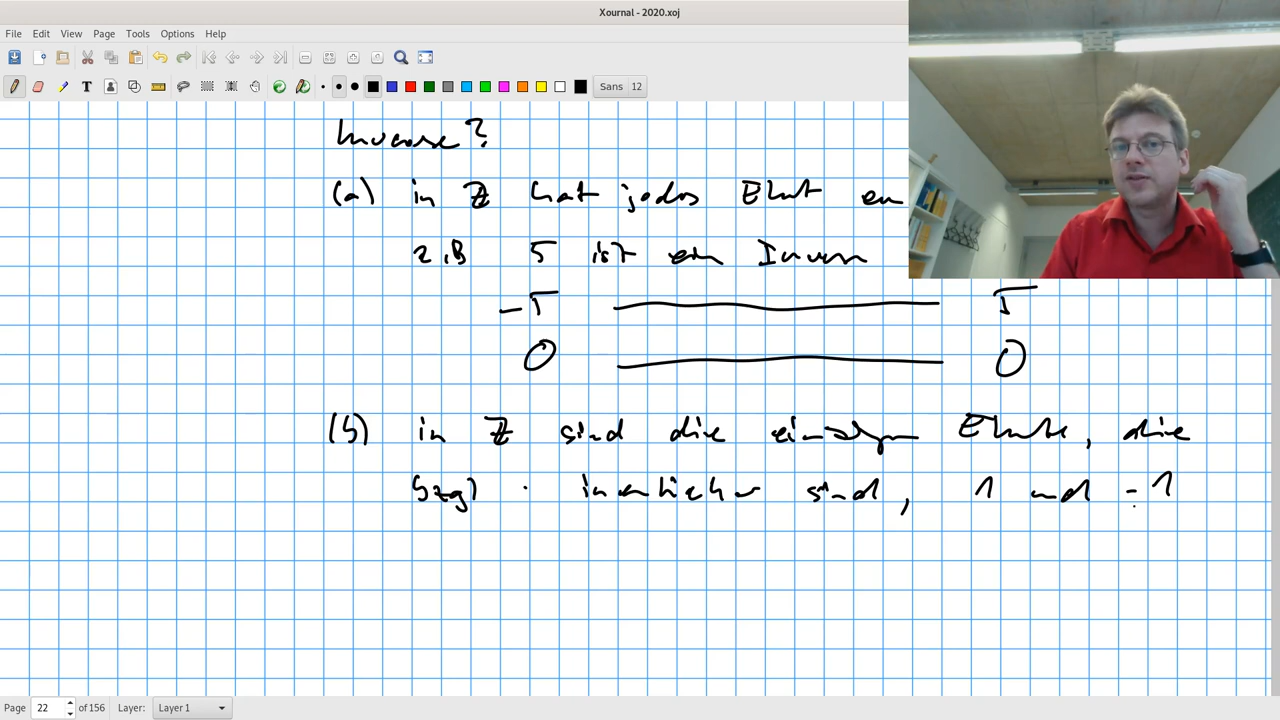 Xournal - 2020.xoj
File Edit View Page Tools Options Help
Sans 12
Inverse?
(a) in ℤ hat jedes Elmt en
z.B 5 ist ein Invers
-5 5
0 0
(b) in ℤ sind die einzigen Elmte, die
bzgl · invertierbar sind, 1 und -1
Page 22 of 156 Layer: Layer 1